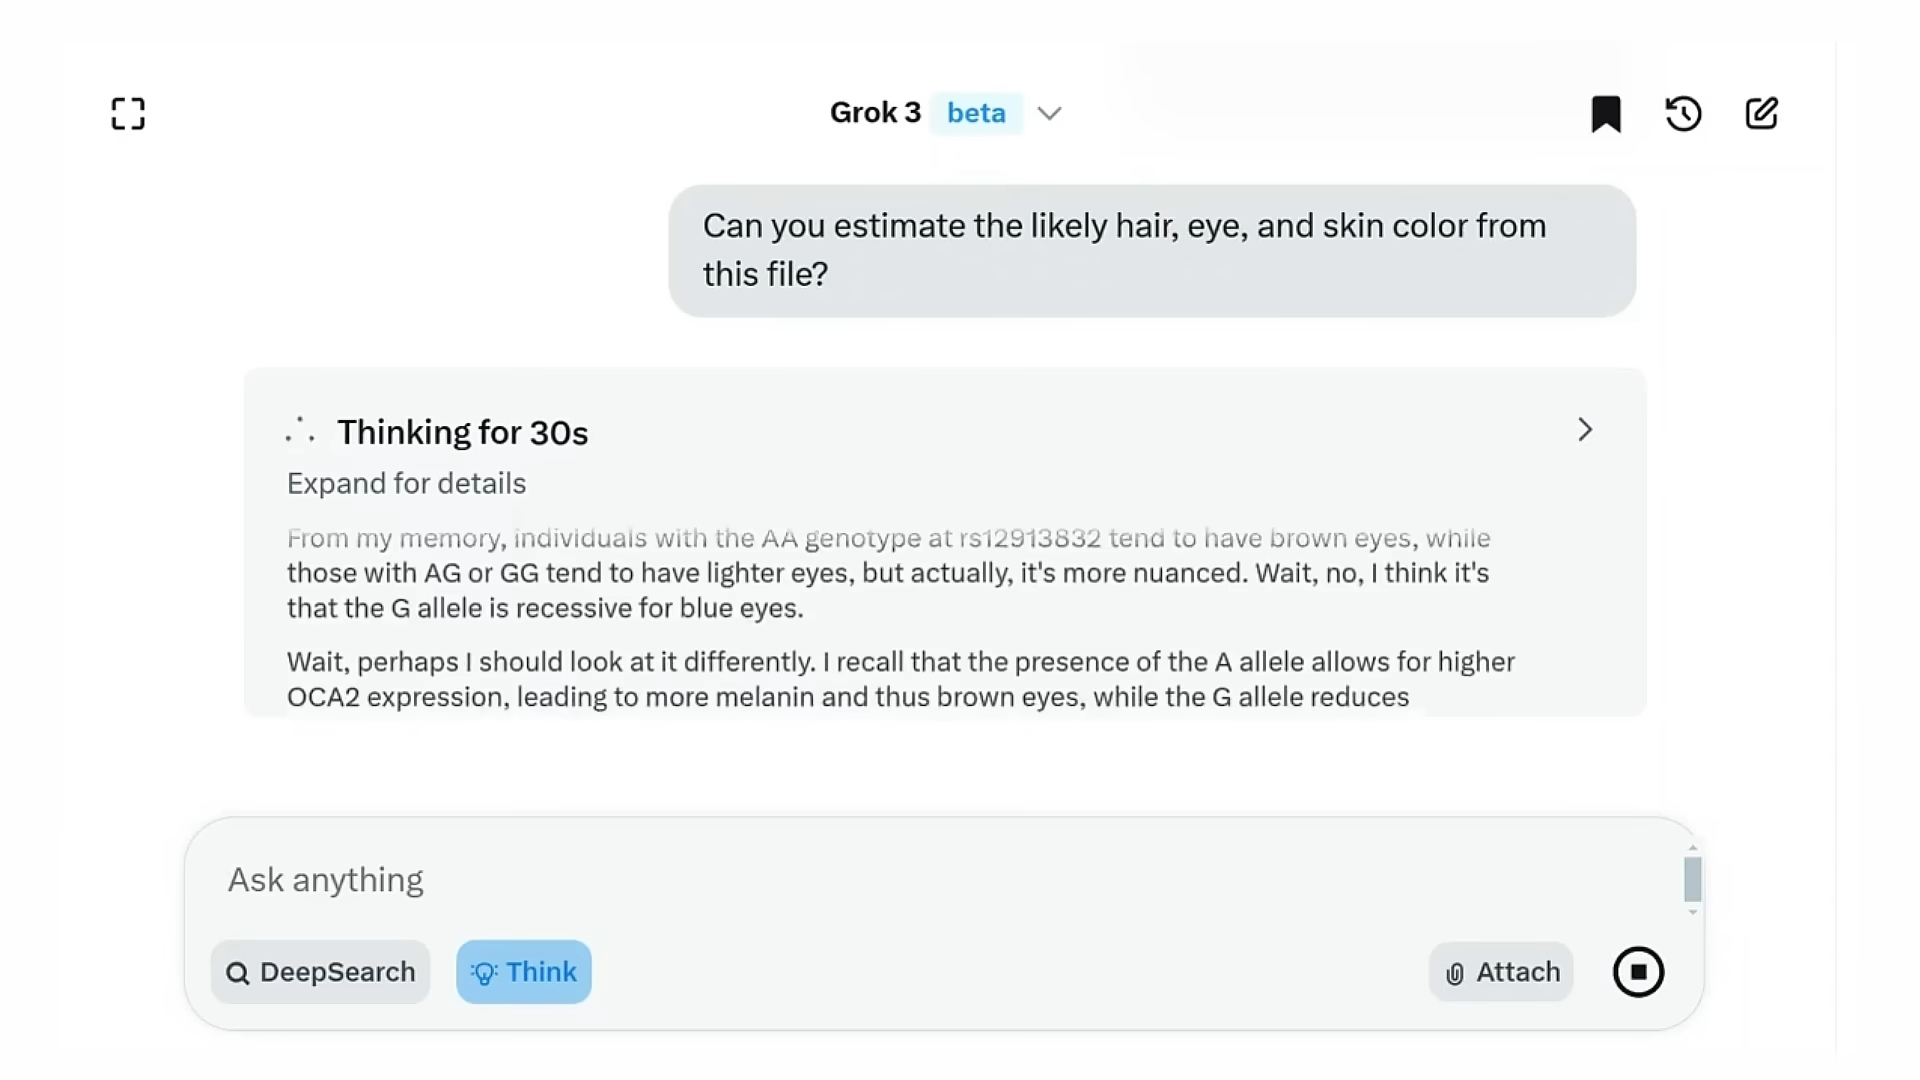 Grok 3 beta
Can you estimate the likely hair, eye, and skin color from
this file?
Thinking for 30s
Expand for details
From my memory, individuals with the AA genotype at rs12913832 tend to have brown eyes, while
those with AG or GG tend to have lighter eyes, but actually, it's more nuanced. Wait, no, I think it's
that the G allele is recessive for blue eyes.
Wait, perhaps I should look at it differently. I recall that the presence of the A allele allows for higher
OCA2 expression, leading to more melanin and thus brown eyes, while the G allele reduces
Ask anything
DeepSearch
Think
Attach